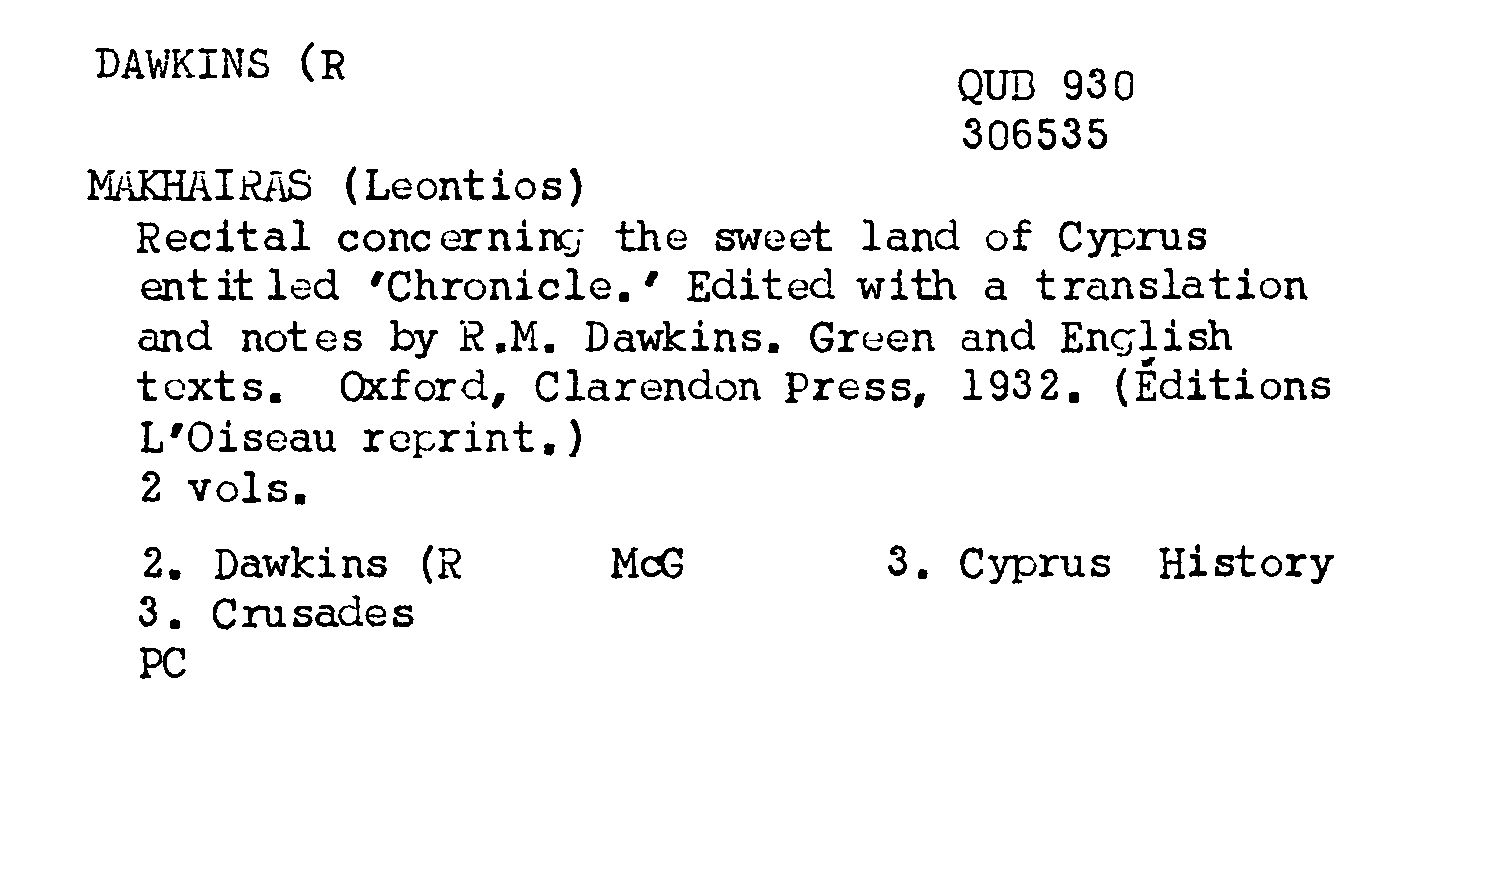 DAWKINS (R
QUB 930
306535
MAKHAIRAS (Leontios)
Recital concerning the sweet land of Cyprus
entitled 'Chronicle.' Edited with a translation
and notes by R.M. Dawkins. Green and English
texts. Oxford, Clarendon Press, 1932. (Éditions
L'Oiseau reprint.)
2 vols.
2. Dawkins (R McG 3. Cyprus History
3. Crusades
PC